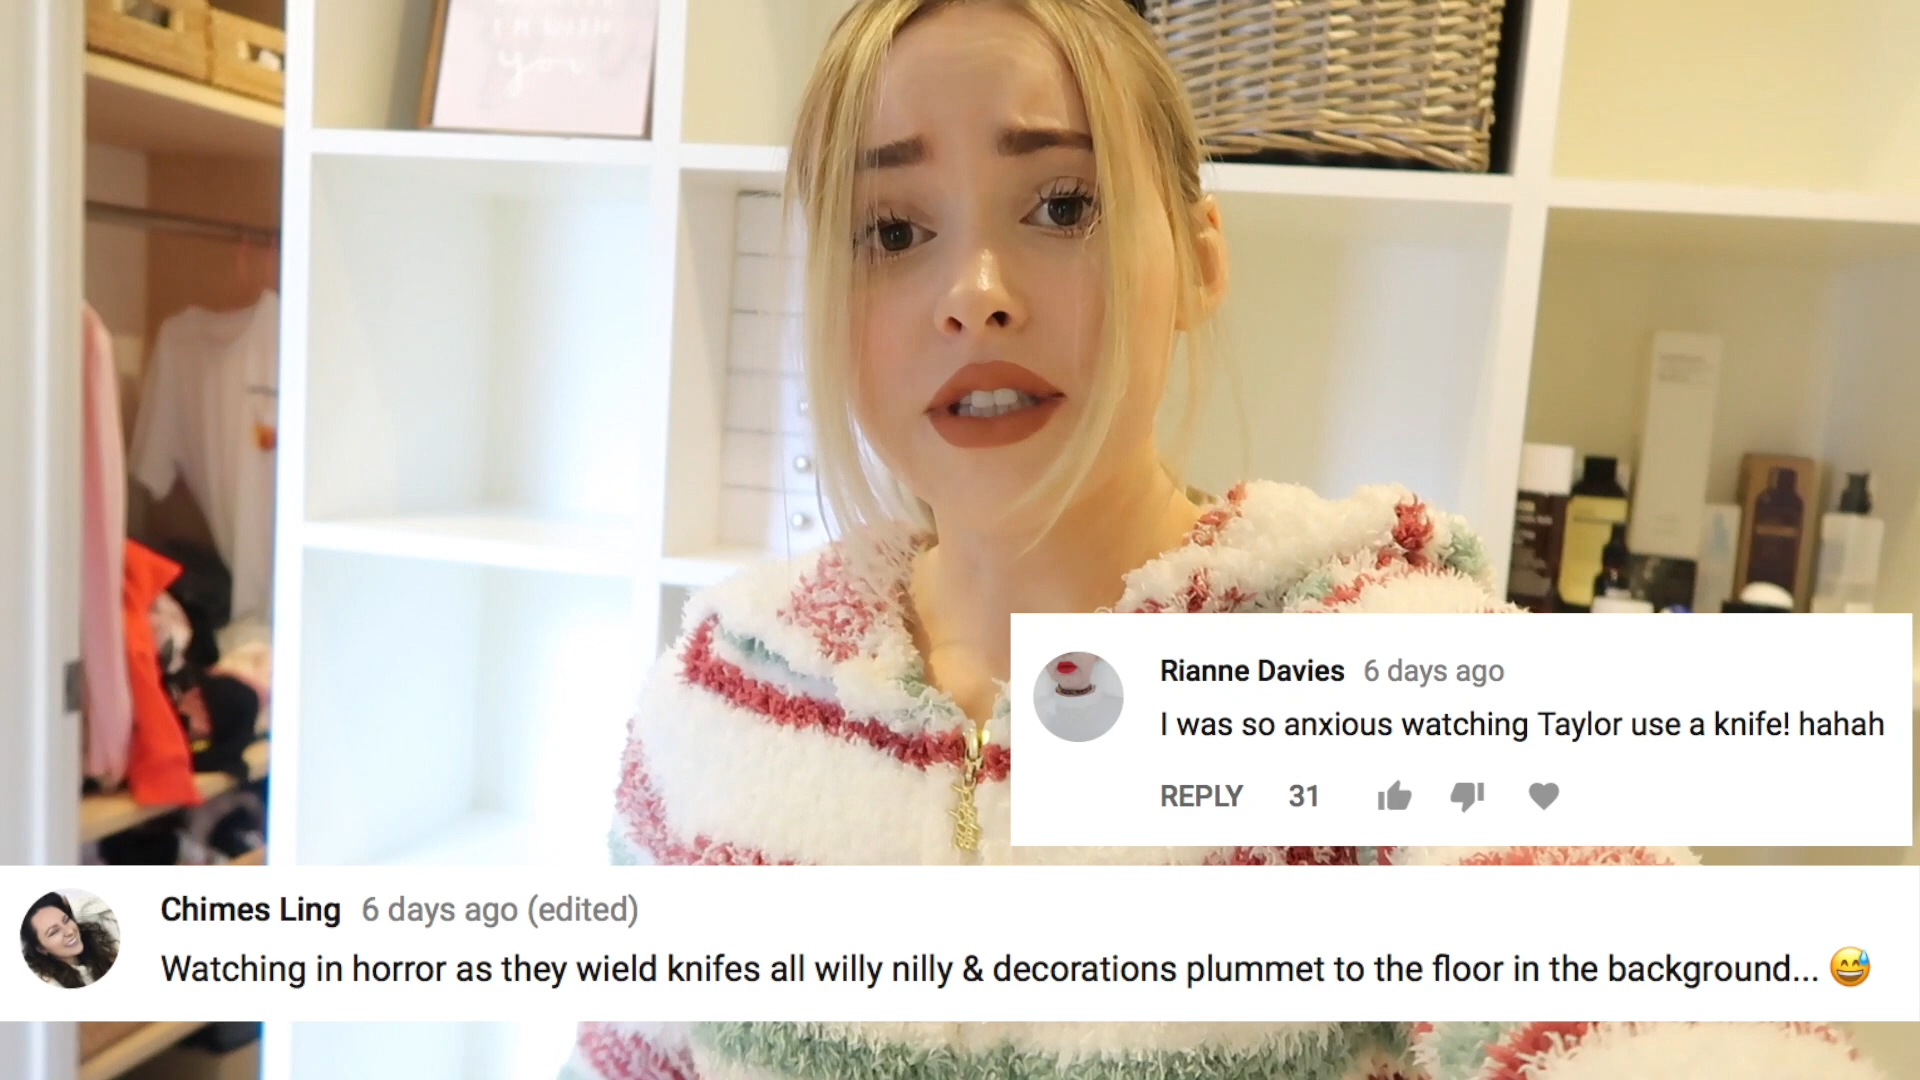 I'M WITH
you
Rianne Davies 6 days ago
I was so anxious watching Taylor use a knife! hahah
REPLY 31
Chimes Ling 6 days ago (edited)
Watching in horror as they wield knifes all willy nilly & decorations plummet to the floor in the background... 😅